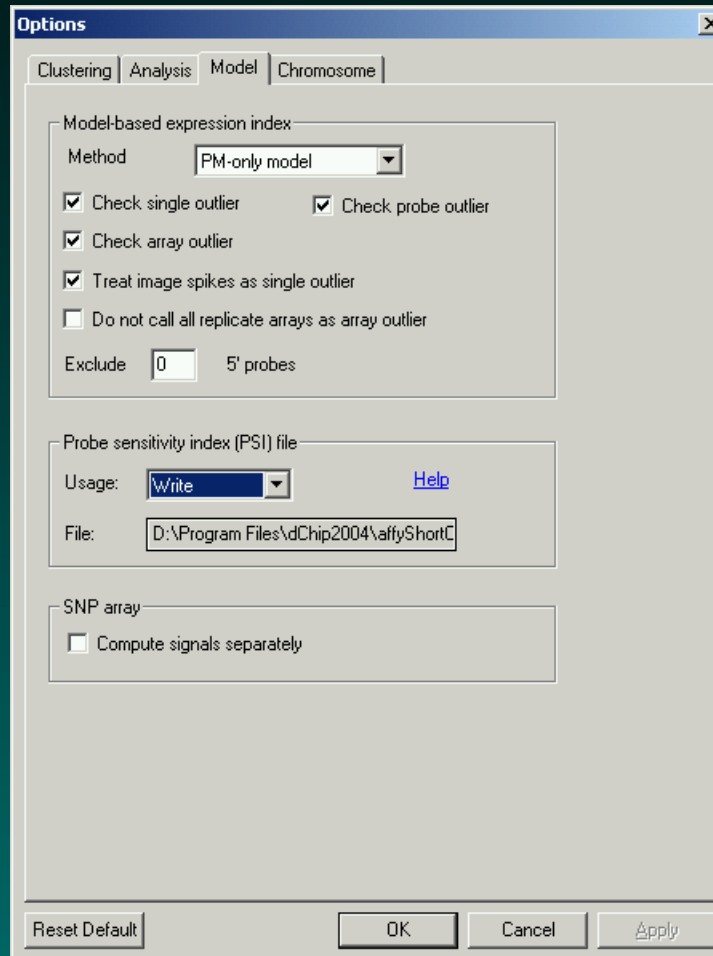 Options
Clustering Analysis Model Chromosome
Model-based expression index
Method PM-only model
Check single outlier Check probe outlier
Check array outlier
Treat image spikes as single outlier
Do not call all replicate arrays as array outlier
Exclude 0 5' probes
Probe sensitivity index (PSI) file
Usage: Write Help
File: D:\Program Files\dChip2004\affyShortC
SNP array
Compute signals separately
Reset Default OK Cancel Apply